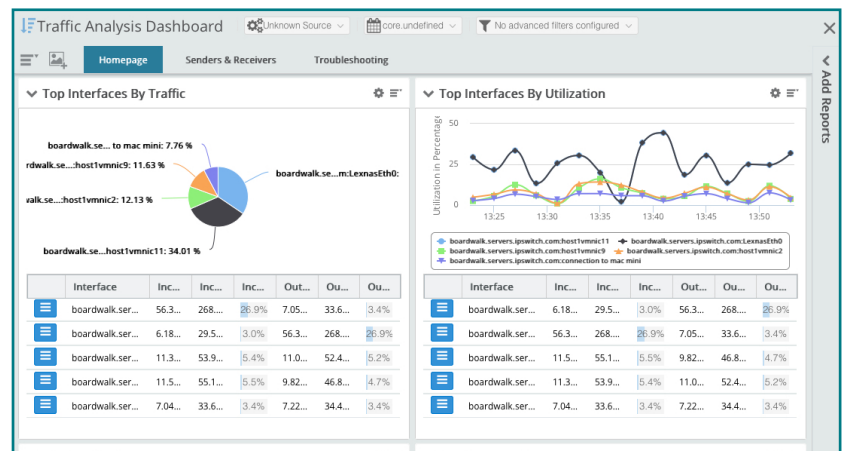 Traffic Analysis Dashboard
Unknown Source
core.undefined
No advanced filters configured
Homepage
Senders & Receivers
Troubleshooting
Add Reports
Top Interfaces By Traffic
boardwalk.se... to mac mini: 7.76 %
rdwalk.se...:host1vmnic9: 11.63 %
boardwalk.se...m:LexnasEth0:
valk.se...:host1vmnic2: 12.13 %
boardwalk.se...host1vmnic11: 34.01 %
Interface Inc... Inc... Inc... Out... Ou... Ou...
boardwalk.ser... 56.3... 268.... 26.9% 7.05... 33.6... 3.4%
boardwalk.ser... 6.18... 29.5... 3.0% 56.3... 268.... 26.9%
boardwalk.ser... 11.3... 53.9... 5.4% 11.0... 52.4... 5.2%
boardwalk.ser... 11.5... 55.1... 5.5% 9.82... 46.8... 4.7%
boardwalk.ser... 7.04... 33.6... 3.4% 7.22... 34.4... 3.4%
Top Interfaces By Utilization
Utilization in Percentage
50
25
0
13:25 13:30 13:35 13:40 13:45 13:50
boardwalk.servers.ipswitch.com:host1vmnic11 boardwalk.servers.ipswitch.com:LexnasEth0
boardwalk.servers.ipswitch.com:host1vmnic9 boardwalk.servers.ipswitch.com:host1vmnic2
boardwalk.servers.ipswitch.com:connection to mac mini
Interface Inc... Inc... Inc... Out... Ou... Ou...
boardwalk.ser... 6.18... 29.5... 3.0% 56.3... 268.... 26.9%
boardwalk.ser... 56.3... 268.... 26.9% 7.05... 33.6... 3.4%
boardwalk.ser... 11.5... 55.1... 5.5% 9.82... 46.8... 4.7%
boardwalk.ser... 11.3... 53.9... 5.4% 11.0... 52.4... 5.2%
boardwalk.ser... 7.04... 33.6... 3.4% 7.22... 34.4... 3.4%